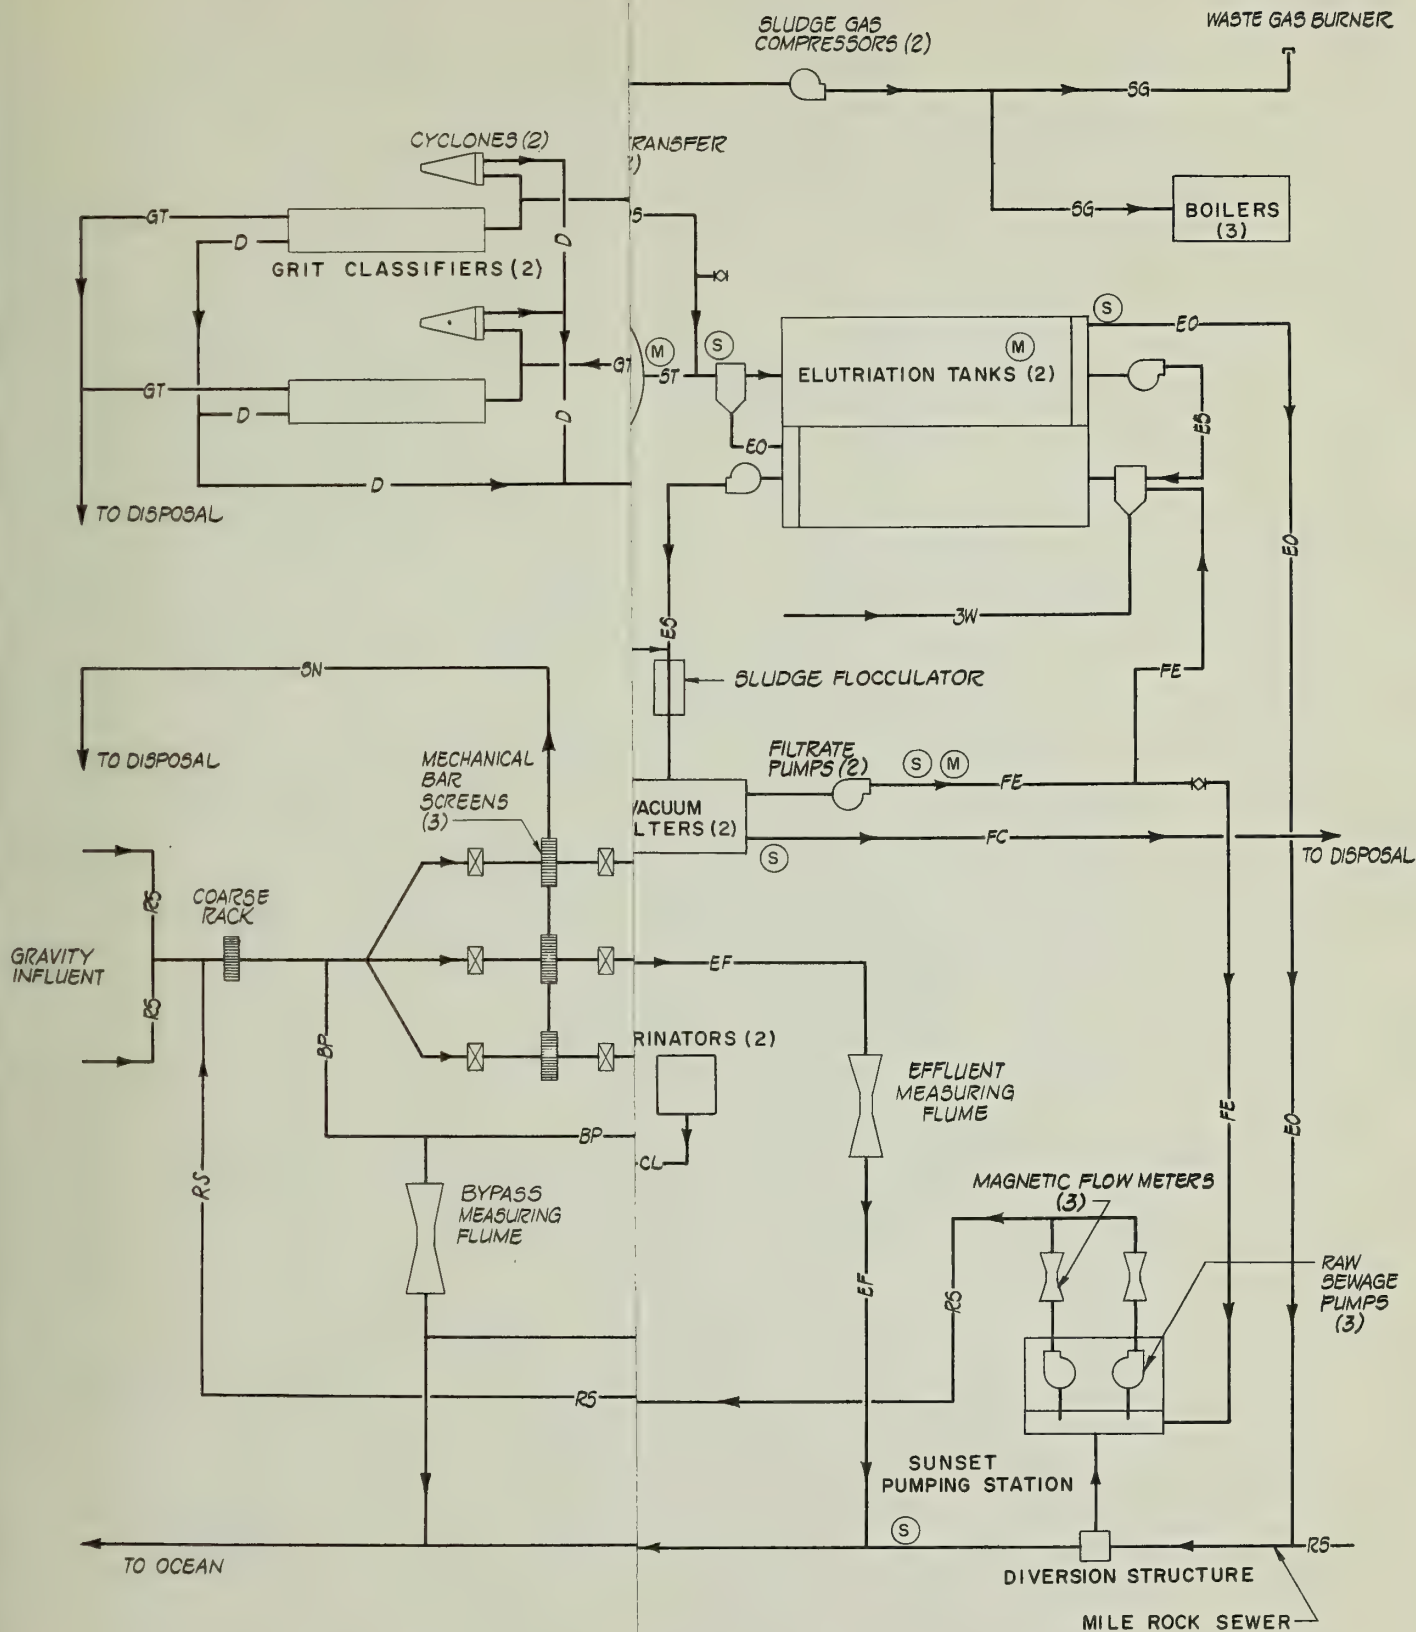 SLUDGE GAS
COMPRESSORS (2)
WASTE GAS BURNER
SG
CYCLONES (2)
RANSFER
SG
BOILERS
(3)
GT
D
D
GRIT CLASSIFIERS (2)
S
EO
M
S
M
GT
ST
ELUTRIATION TANKS (2)
GT
D
D
ES
EO
D
TO DISPOSAL
EO
3W
ES
SN
FE
SLUDGE FLOCCULATOR
TO DISPOSAL
MECHANICAL
BAR
SCREENS
(3)
FILTRATE
PUMPS (2)
S
M
FE
VACUUM
LTERS (2)
FC
S
TO DISPOSAL
COARSE
RACK
RS
GRAVITY
INFLUENT
RS
EF
BP
RINATORS (2)
EFFLUENT
MEASURING
FLUME
FE
EO
BP
CL
RS
BYPASS
MEASURING
FLUME
MAGNETIC FLOW METERS
(3)
EF
RS
RAW
SEWAGE
PUMPS
(3)
RS
SUNSET
PUMPING STATION
S
TO OCEAN
RS
DIVERSION STRUCTURE
MILE ROCK SEWER